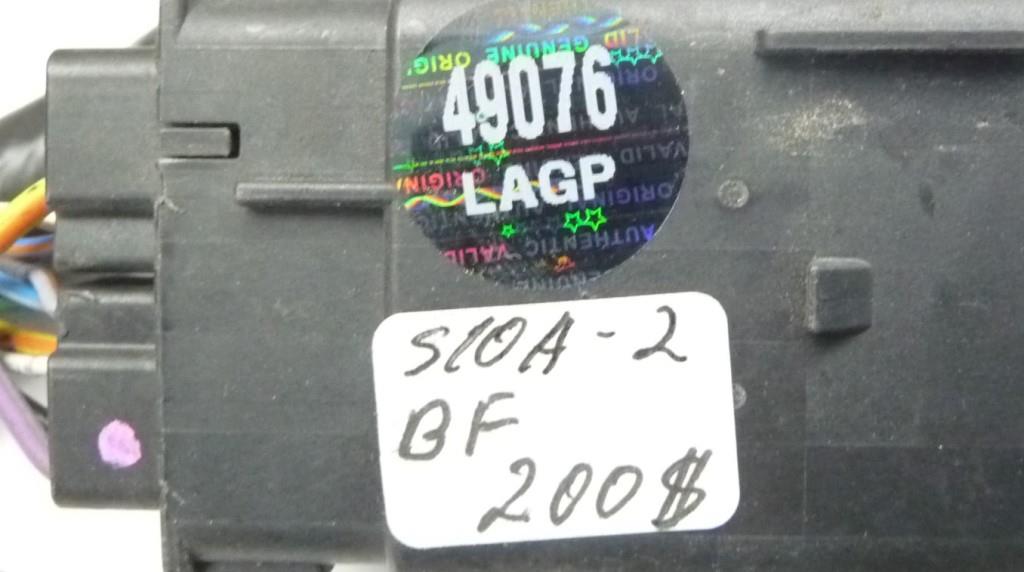 49076
LAGP
S10A-2
BF
200$